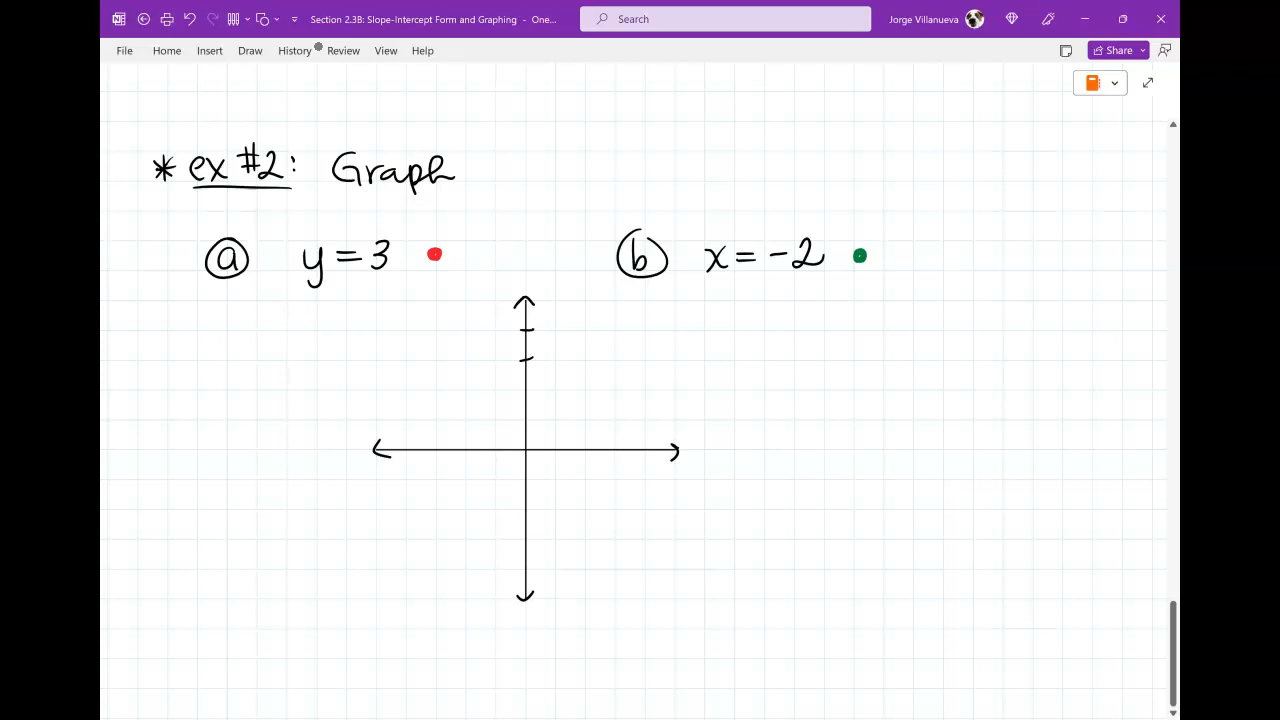 Section 2.3B: Slope-Intercept Form and Graphing - One...
Search
Jorge Villanueva
File Home Insert Draw History Review View Help
Share
* ex #2: Graph
ⓐ y = 3 ⓑ x = -2